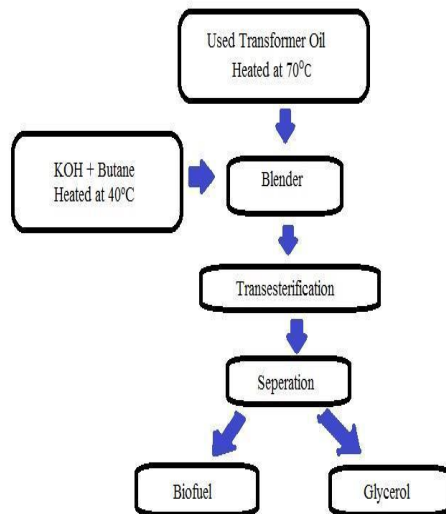 Used Transformer Oil
Heated at 70⁰C
KOH + Butane
Heated at 40⁰C
Blender
Transesterification
Seperation
Biofuel
Glycerol